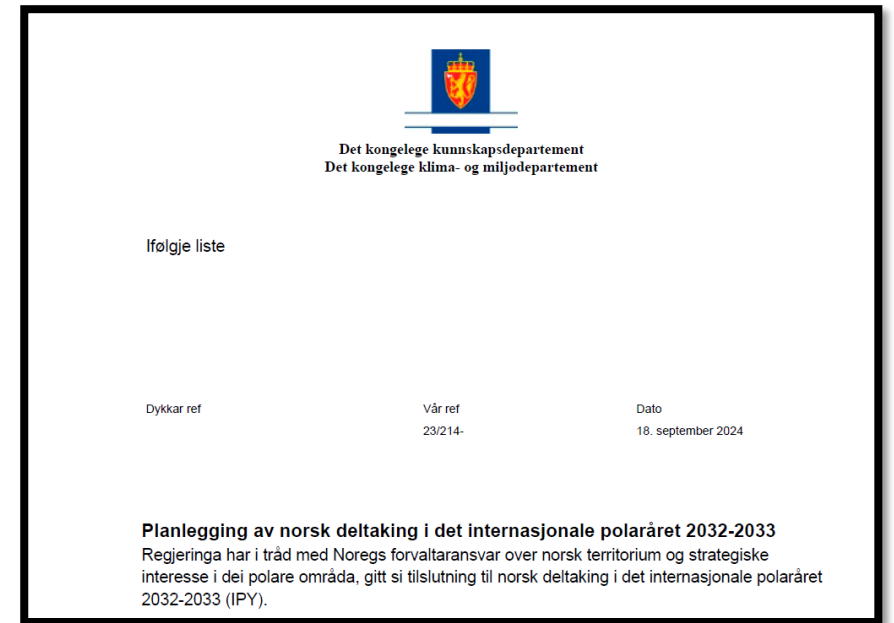 Det kongelege kunnskapsdepartement
Det kongelege klima- og miljødepartement
Ifølgje liste
Dykkar ref
Vår ref
Dato
23/214-
18. september 2024
Planlegging av norsk deltaking i det internasjonale polaråret 2032-2033
Regjeringa har i tråd med Noregs forvaltaransvar over norsk territorium og strategiske
interesse i dei polare områda, gitt si tilslutning til norsk deltaking i det internasjonale polaråret
2032-2033 (IPY).